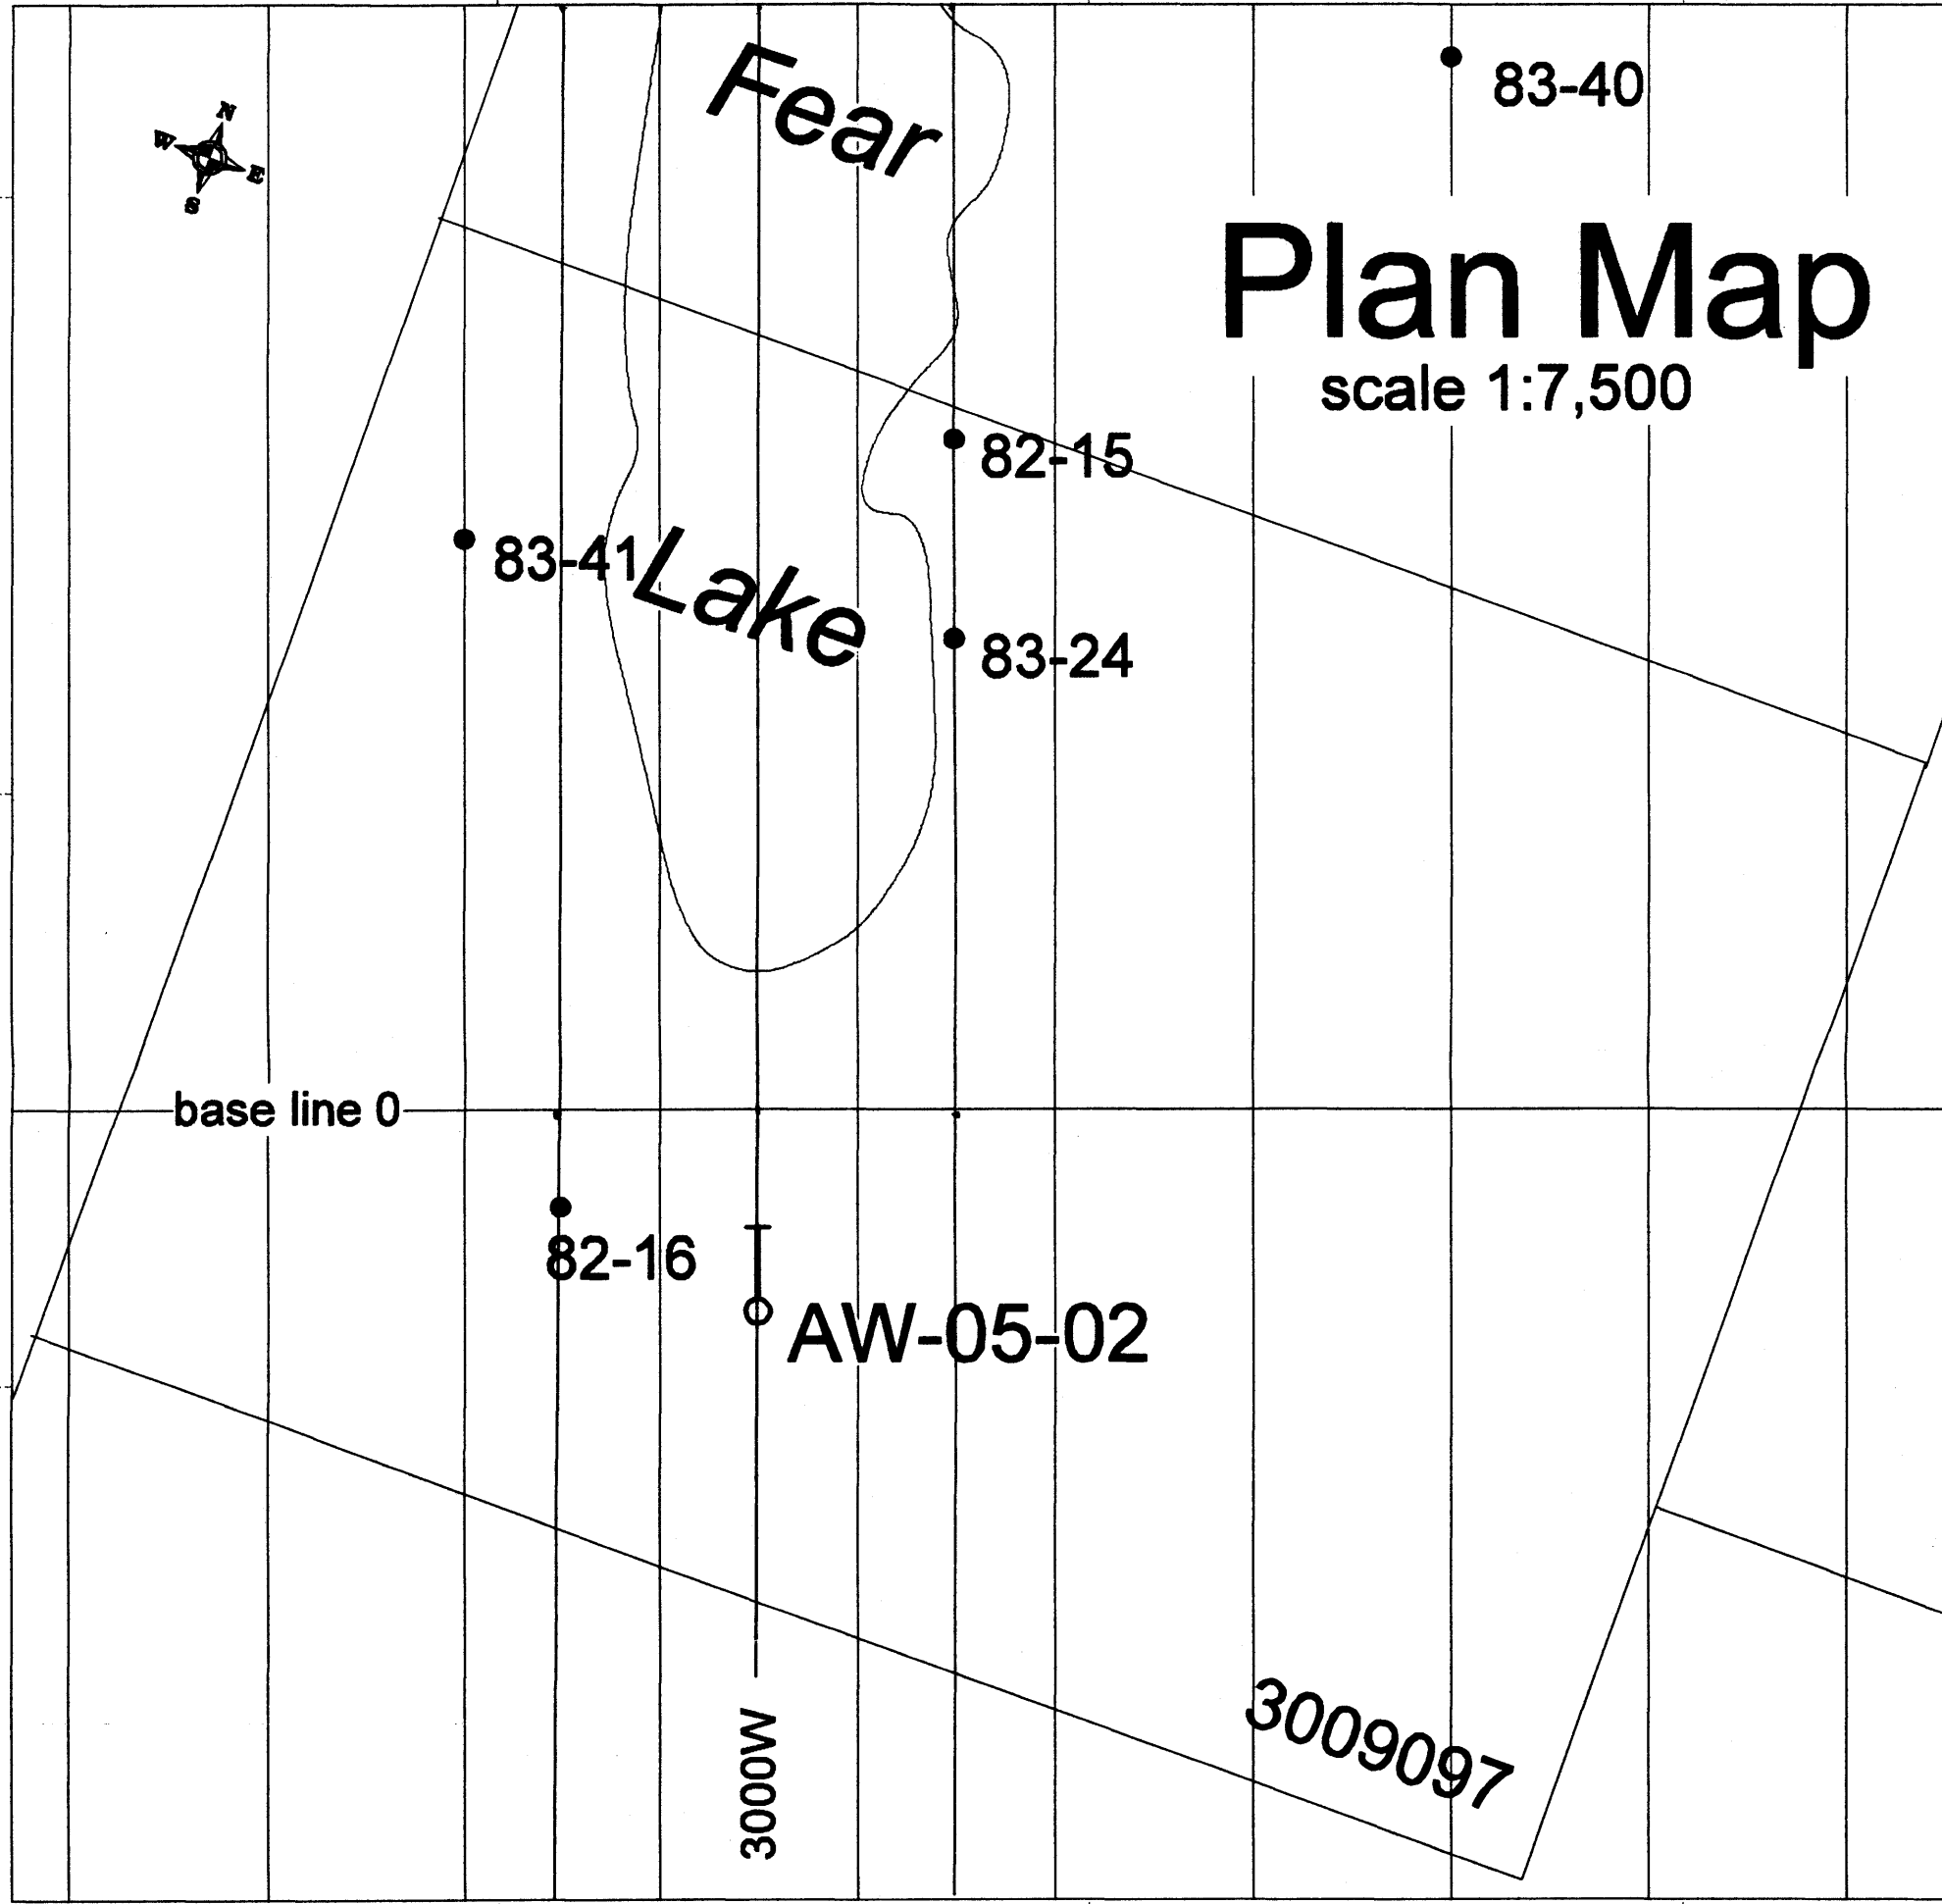 N
W
E
S
Fear
Lake
83-40
Plan Map
scale 1:7,500
82-15
83-41
83-24
base line 0
82-16
AW-05-02
3009097
3000W